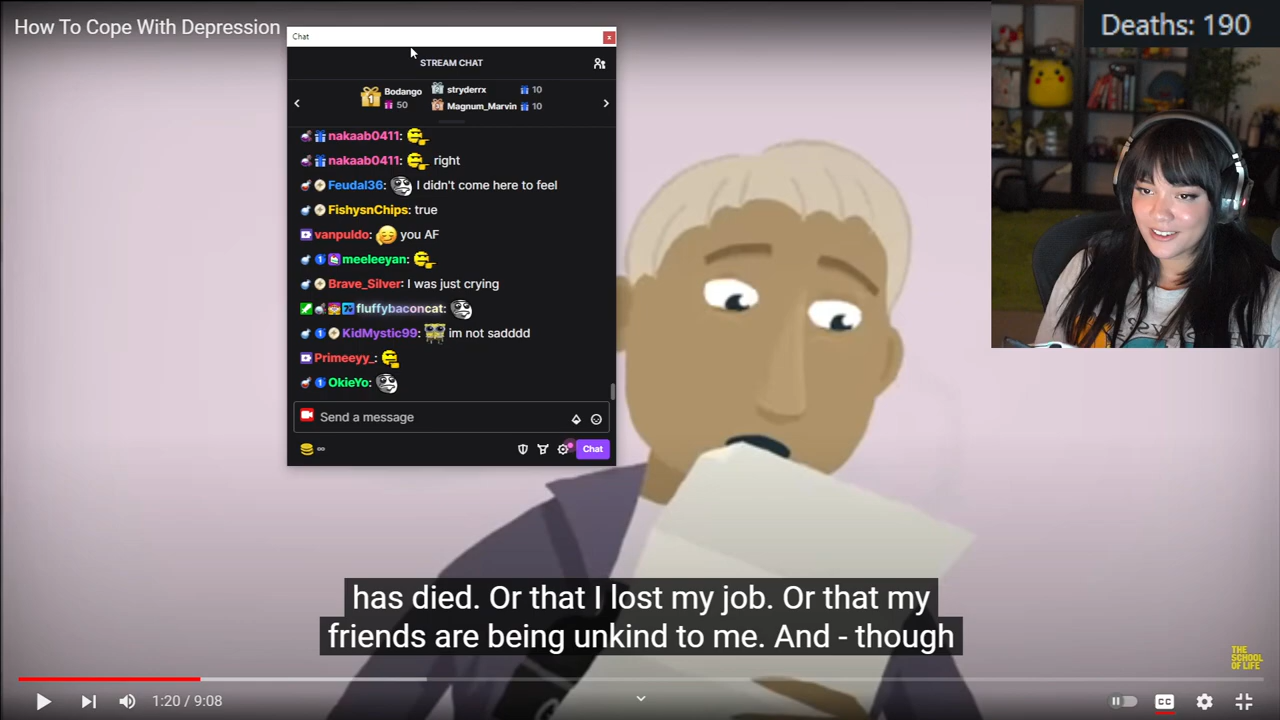 How To Cope With Depression
Deaths: 190
Chat
x
STREAM CHAT
1 Bodango
50
stryderrx 10
Magnum_Marvin 10
nakaab0411:
nakaab0411: right
Feudal36: I didn't come here to feel
FishysnChips: true
vanpuldo: you AF
meeleeyan:
Brave_Silver: I was just crying
fluffybaconcat:
KidMystic99: im not sadddd
Primeeyy_:
OkieYo:
Send a message
∞
Chat
has died. Or that I lost my job. Or that my
friends are being unkind to me. And - though
THE
SCHOOL
OF LIFE
1:20 / 9:08
CC